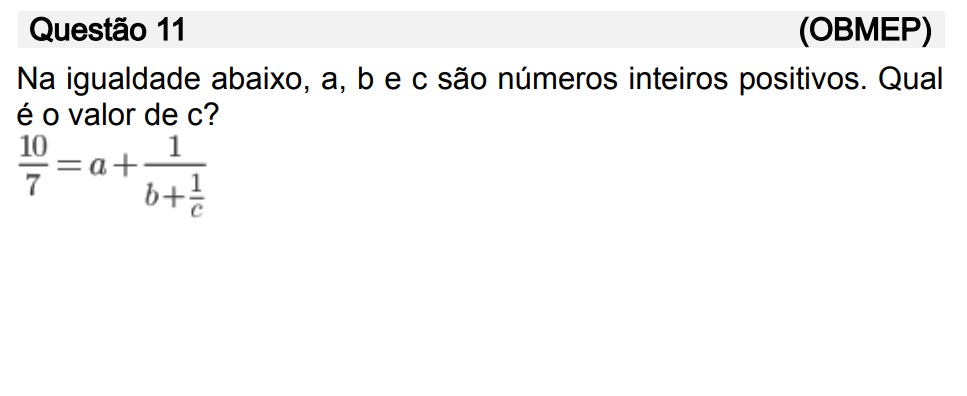 Questão 11 (OBMEP)
Na igualdade abaixo, a, b e c são números inteiros positivos. Qual
é o valor de c?
\frac{10}{7} = a + \frac{1}{b + \frac{1}{c}}